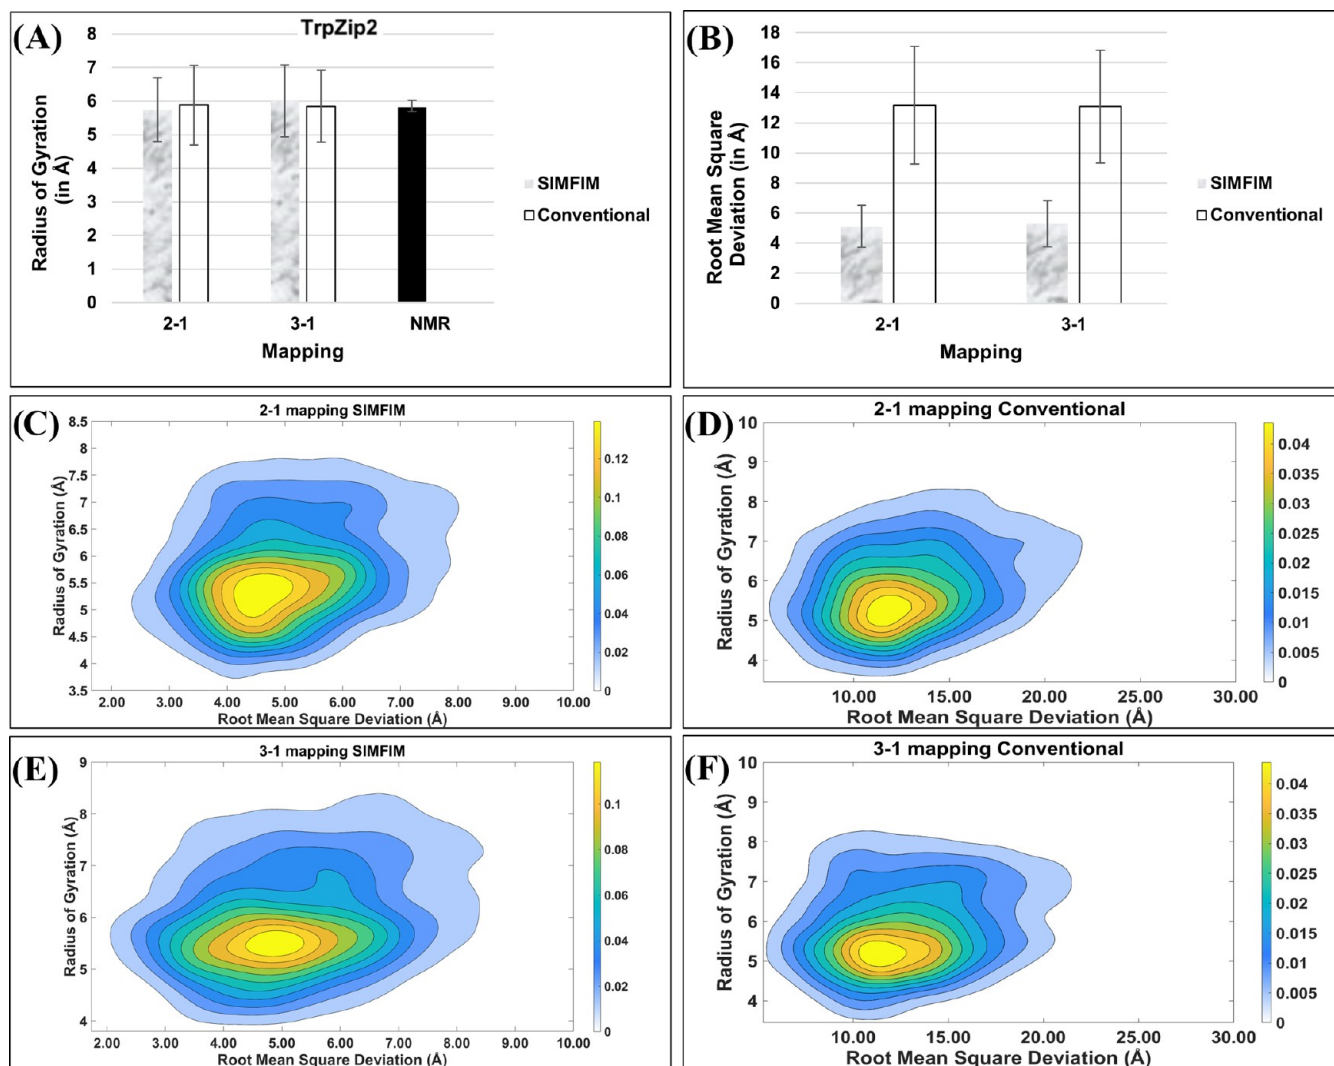 (A)
TrpZip2
Radius of Gyration
(in Å)
8
7
6
5
4
3
2
1
0
2-1
3-1
NMR
Mapping
SIMFIM
Conventional
(B)
Root Mean Square
Deviation (in Å)
18
16
14
12
10
8
6
4
2
0
2-1
3-1
Mapping
SIMFIM
Conventional
(C)
2-1 mapping SIMFIM
Radius of Gyration (Å)
8.5
8
7.5
7
6.5
6
5.5
5
4.5
4
3.5
2.00 3.00 4.00 5.00 6.00 7.00 8.00 9.00 10.00
Root Mean Square Deviation (Å)
0.12
0.1
0.08
0.06
0.04
0.02
0
(D)
2-1 mapping Conventional
Radius of Gyration (Å)
10
9
8
7
6
5
4
10.00 15.00 20.00 25.00 30.00
Root Mean Square Deviation (Å)
0.04
0.035
0.03
0.025
0.02
0.015
0.01
0.005
0
(E)
3-1 mapping SIMFIM
Radius of Gyration (Å)
9
8
7
6
5
4
2.00 3.00 4.00 5.00 6.00 7.00 8.00 9.00 10.00
Root Mean Square Deviation (Å)
0.1
0.08
0.06
0.04
0.02
0
(F)
3-1 mapping Conventional
Radius of Gyration (Å)
10
9
8
7
6
5
4
10.00 15.00 20.00 25.00 30.00
Root Mean Square Deviation (Å)
0.04
0.035
0.03
0.025
0.02
0.015
0.01
0.005
0